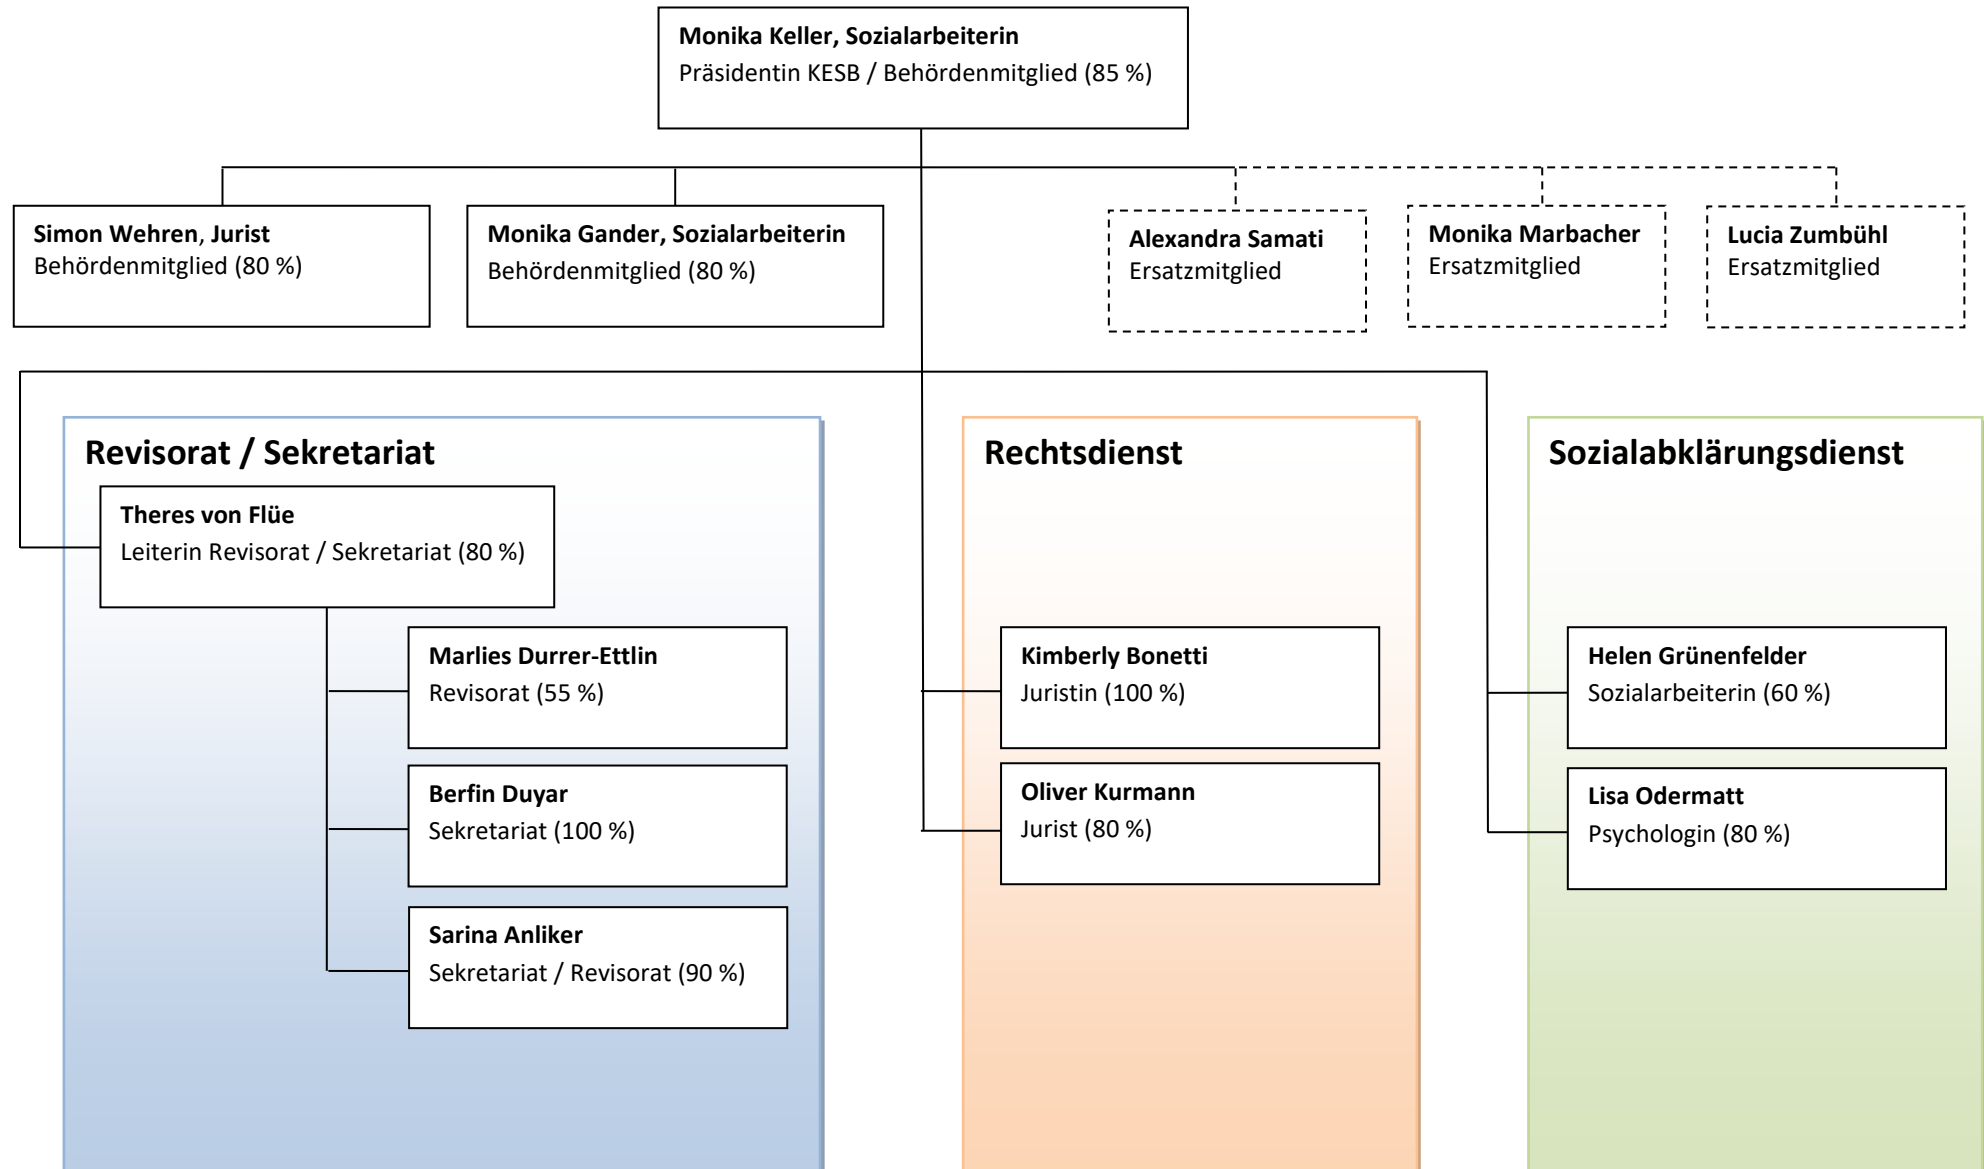 Monika Keller, Sozialarbeiterin
Präsidentin KESB / Behördenmitglied (85 %)
Simon Wehren, Jurist
Behördenmitglied (80 %)
Monika Gander, Sozialarbeiterin
Behördenmitglied (80 %)
Alexandra Samati
Ersatzmitglied
Monika Marbacher
Ersatzmitglied
Lucia Zumbühl
Ersatzmitglied
Revisorat / Sekretariat
Theres von Flüe
Leiterin Revisorat / Sekretariat (80 %)
Marlies Durrer-Ettlin
Revisorat (55 %)
Berfin Duyar
Sekretariat (100 %)
Sarina Anliker
Sekretariat / Revisorat (90 %)
Rechtsdienst
Kimberly Bonetti
Juristin (100 %)
Oliver Kurmann
Jurist (80 %)
Sozialabklärungsdienst
Helen Grünenfelder
Sozialarbeiterin (60 %)
Lisa Odermatt
Psychologin (80 %)